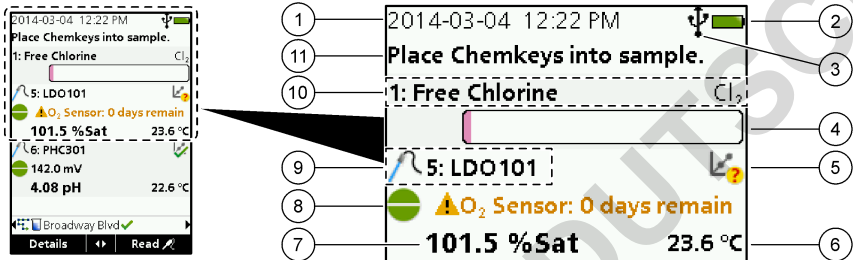 2014-03-04 12:22 PM
Place Chemkeys into sample.
1: Free Chlorine Cl2
5: LDO101
O2 Sensor: 0 days remain
101.5 %Sat 23.6 °C
6: PHC301
142.0 mV
4.08 pH 22.6 °C
Broadway Blvd
Details Read
1 2014-03-04 12:22 PM 2
3
11 Place Chemkeys into sample.
10 1: Free Chlorine Cl2
4
9 5: LDO101 ? 5
8 O2 Sensor: 0 days remain
7 101.5 %Sat 23.6 °C 6